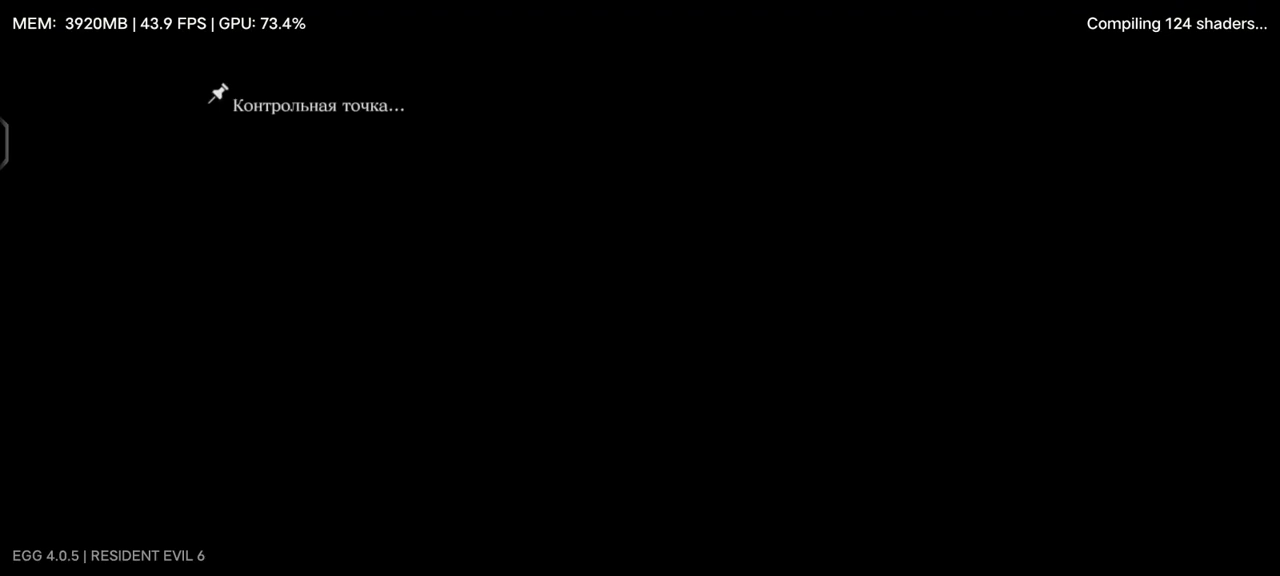 MEM: 3920MB | 43.9 FPS | GPU: 73.4%
Compiling 124 shaders...
Контрольная точка...
EGG 4.0.5 | RESIDENT EVIL 6